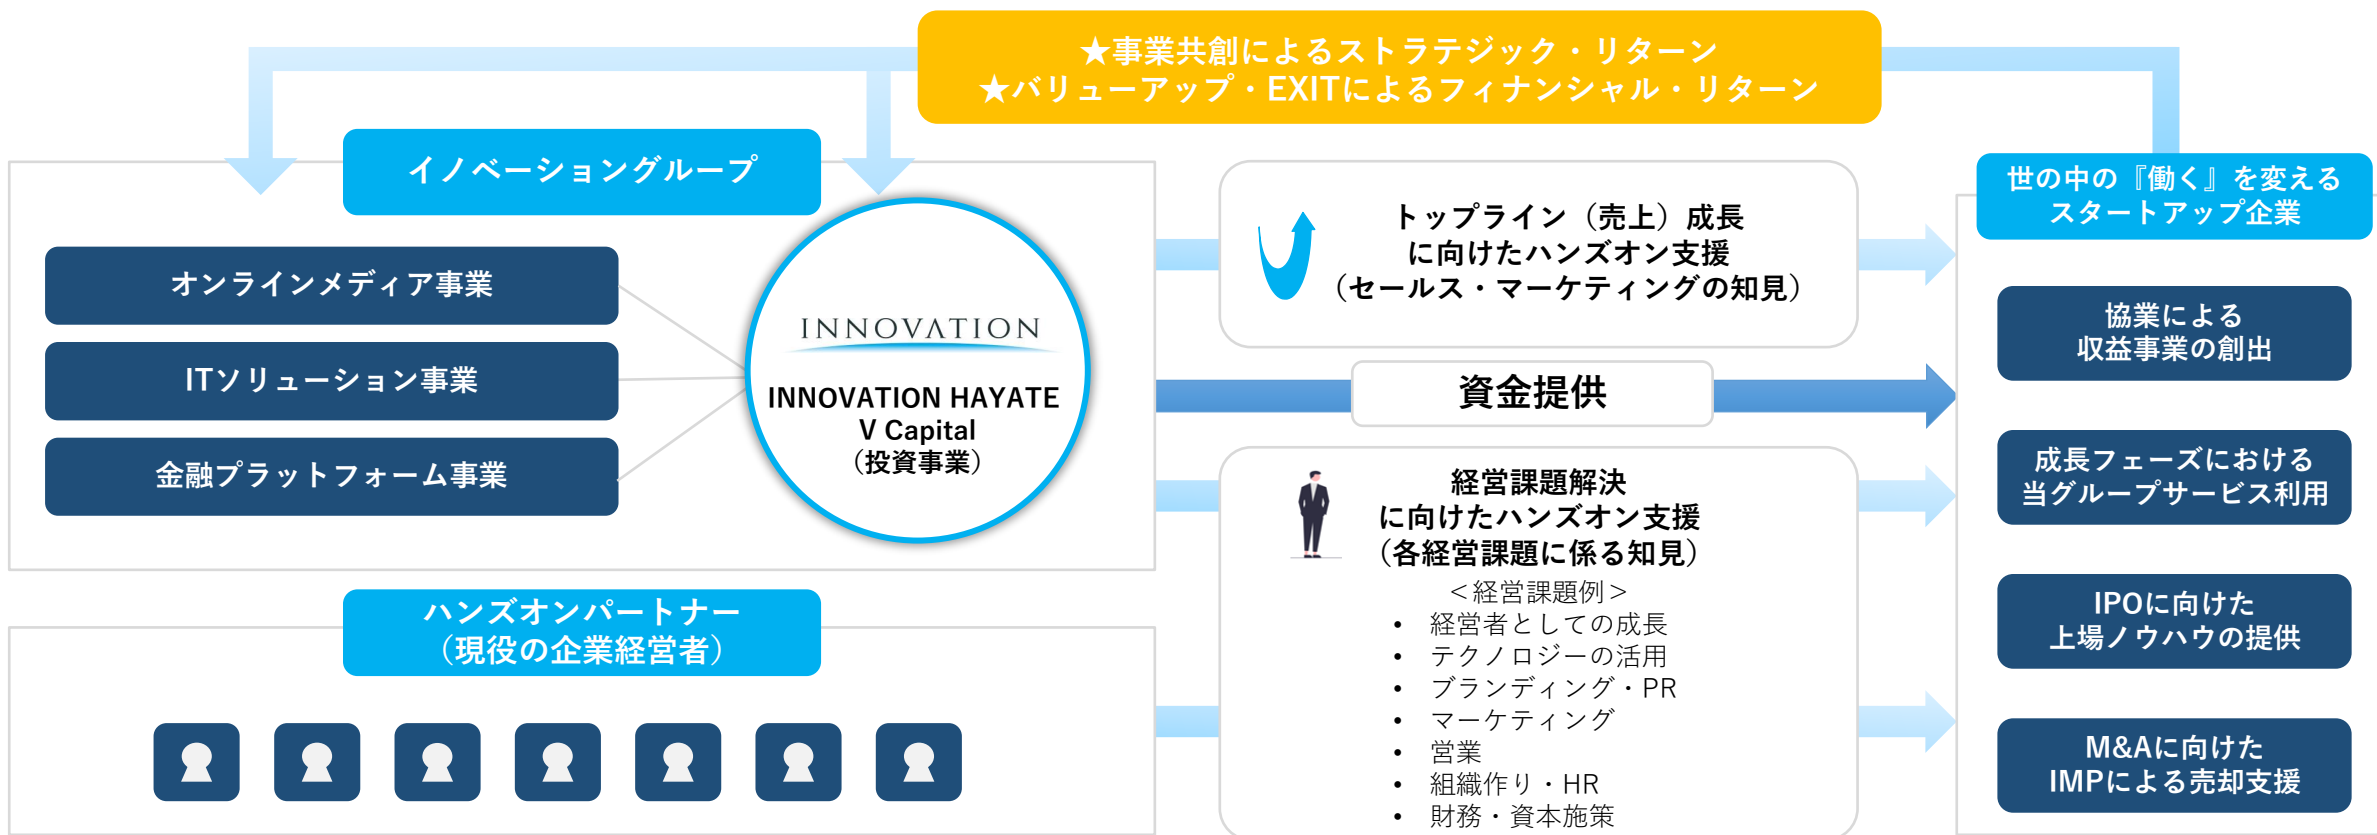 ★事業共創によるストラテジック・リターン
★バリューアップ・EXITによるフィナンシャル・リターン
イノベーショングループ
オンラインメディア事業
ITソリューション事業
金融プラットフォーム事業
INNOVATION
INNOVATION HAYATE
V Capital
（投資事業）
ハンズオンパートナー
（現役の企業経営者）
トップライン（売上）成長
に向けたハンズオン支援
（セールス・マーケティングの知見）
資金提供
経営課題解決
に向けたハンズオン支援
（各経営課題に係る知見）
＜経営課題例＞
• 経営者としての成長
• テクノロジーの活用
• ブランディング・PR
• マーケティング
• 営業
• 組織作り・HR
• 財務・資本施策
世の中の『働く』を変える
スタートアップ企業
協業による
収益事業の創出
成長フェーズにおける
当グループサービス利用
IPOに向けた
上場ノウハウの提供
M&Aに向けた
IMPによる売却支援